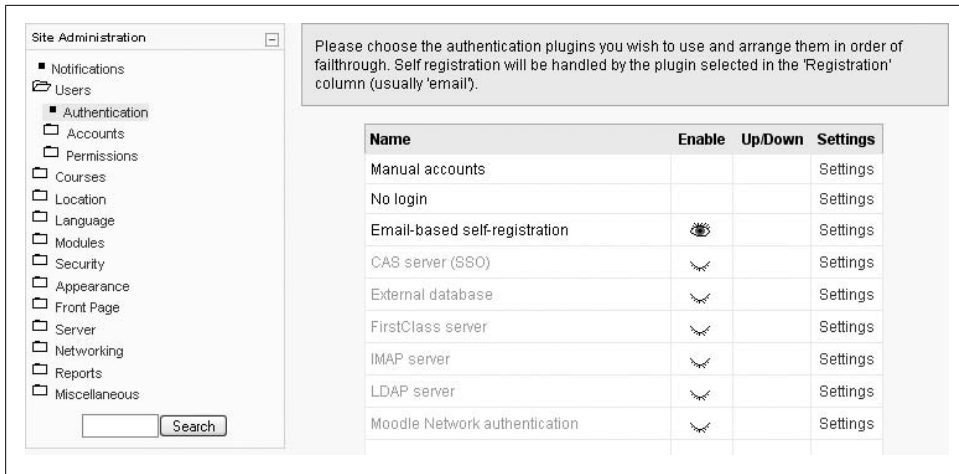 Site Administration
Notifications
Users
Authentication
Accounts
Permissions
Courses
Location
Language
Modules
Security
Appearance
Front Page
Server
Networking
Reports
Miscellaneous
Search
Please choose the authentication plugins you wish to use and arrange them in order of
failthrough. Self registration will be handled by the plugin selected in the 'Registration'
column (usually 'email').
Name Enable Up/Down Settings
Manual accounts Settings
No login Settings
Email-based self-registration Settings
CAS server (SSO) Settings
External database Settings
FirstClass server Settings
IMAP server Settings
LDAP server Settings
Moodle Network authentication Settings